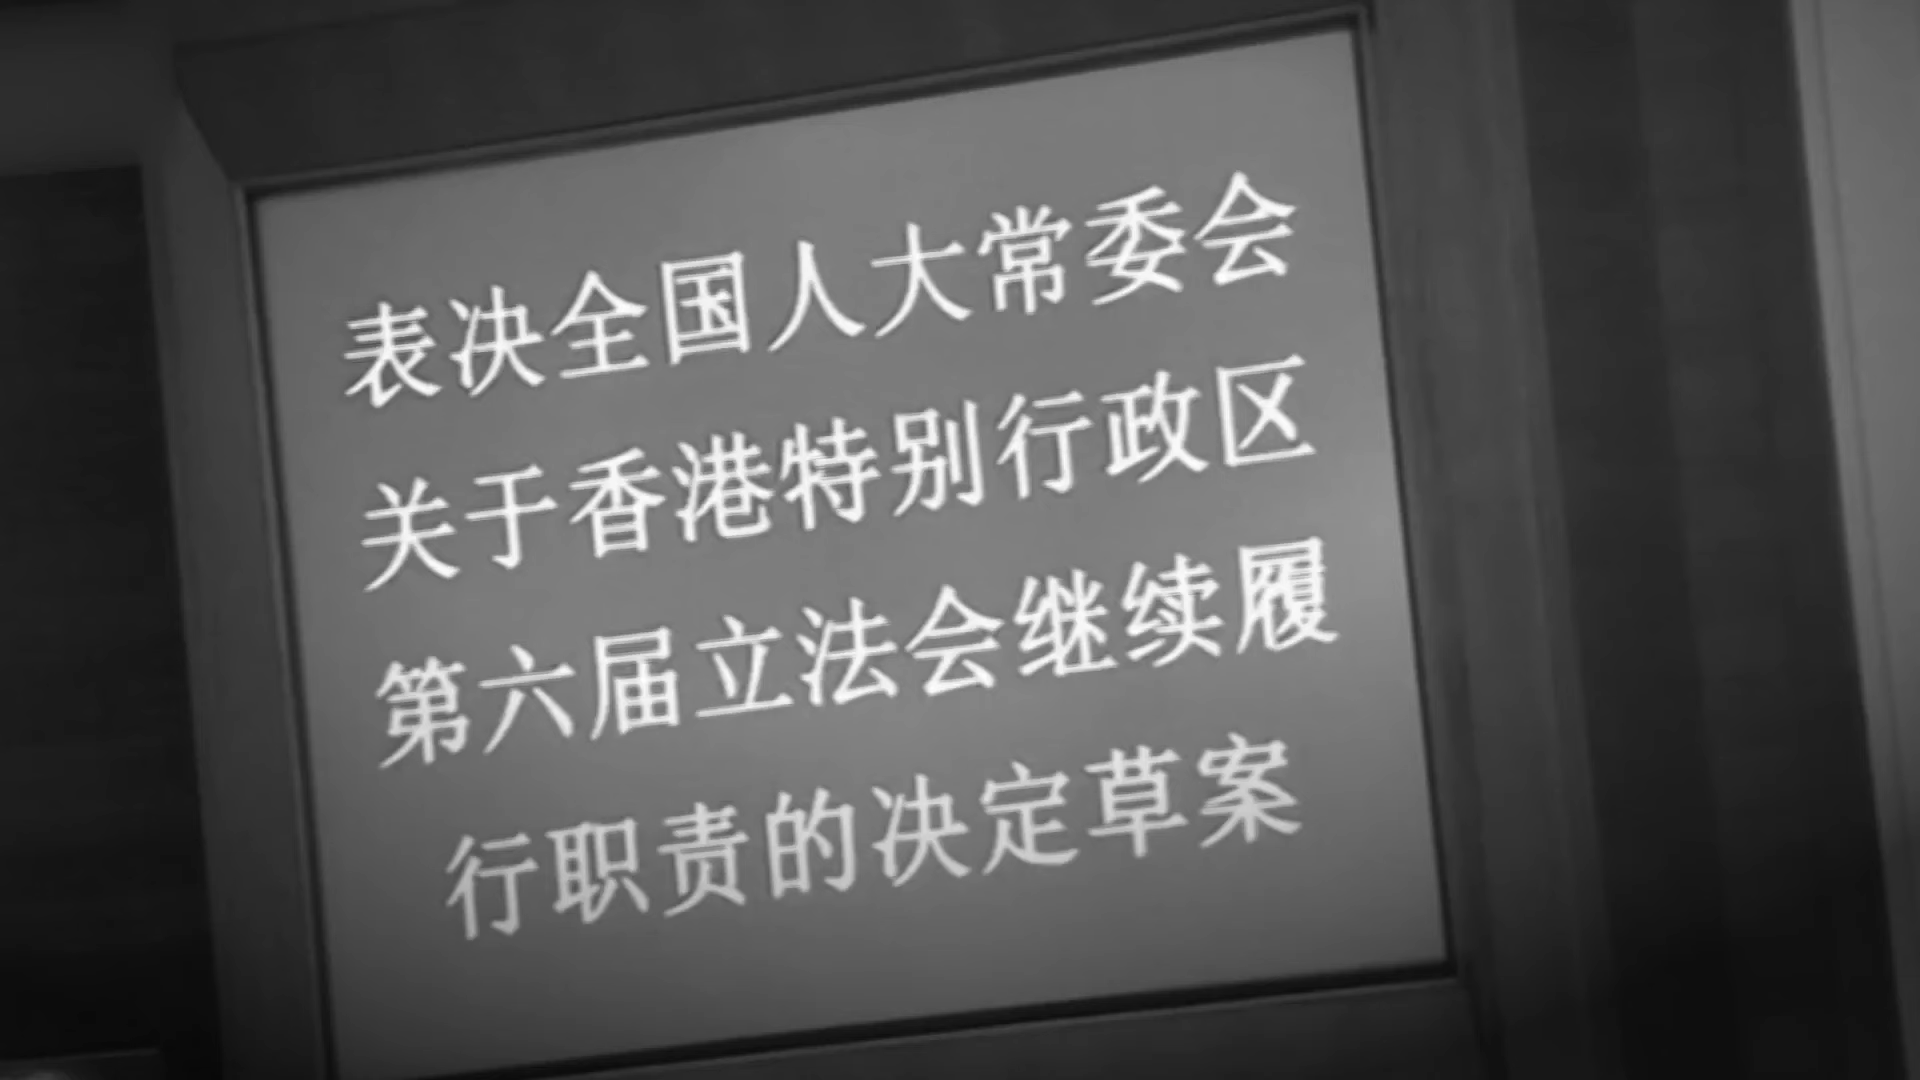 表决全国人大常委会
关于香港特别行政区
第六届立法会继续履
行职责的决定草案